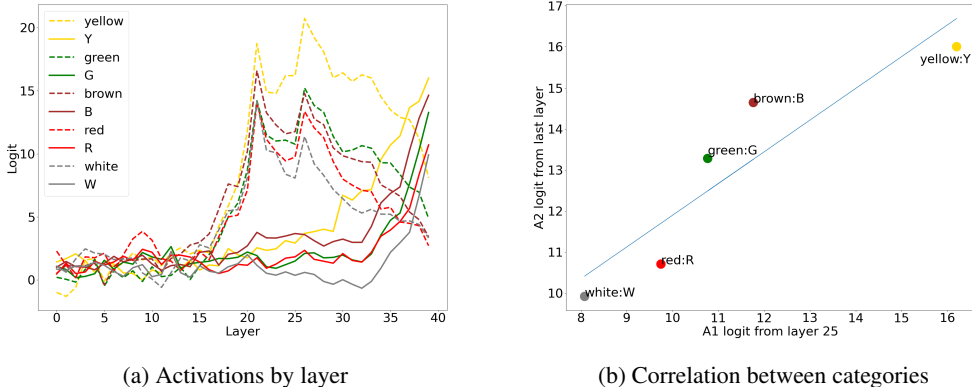 20
15
10
5
0
Logit
yellow
Y
green
G
brown
B
red
R
white
W
0 5 10 15 20 25 30 35 40
Layer
(a) Activations by layer
17
16
15
14
13
12
11
10
A2 logit from last layer
yellow:Y
brown:B
green:G
red:R
white:W
8 9 10 11 12 13 14 15 16
A1 logit from layer 25
(b) Correlation between categories